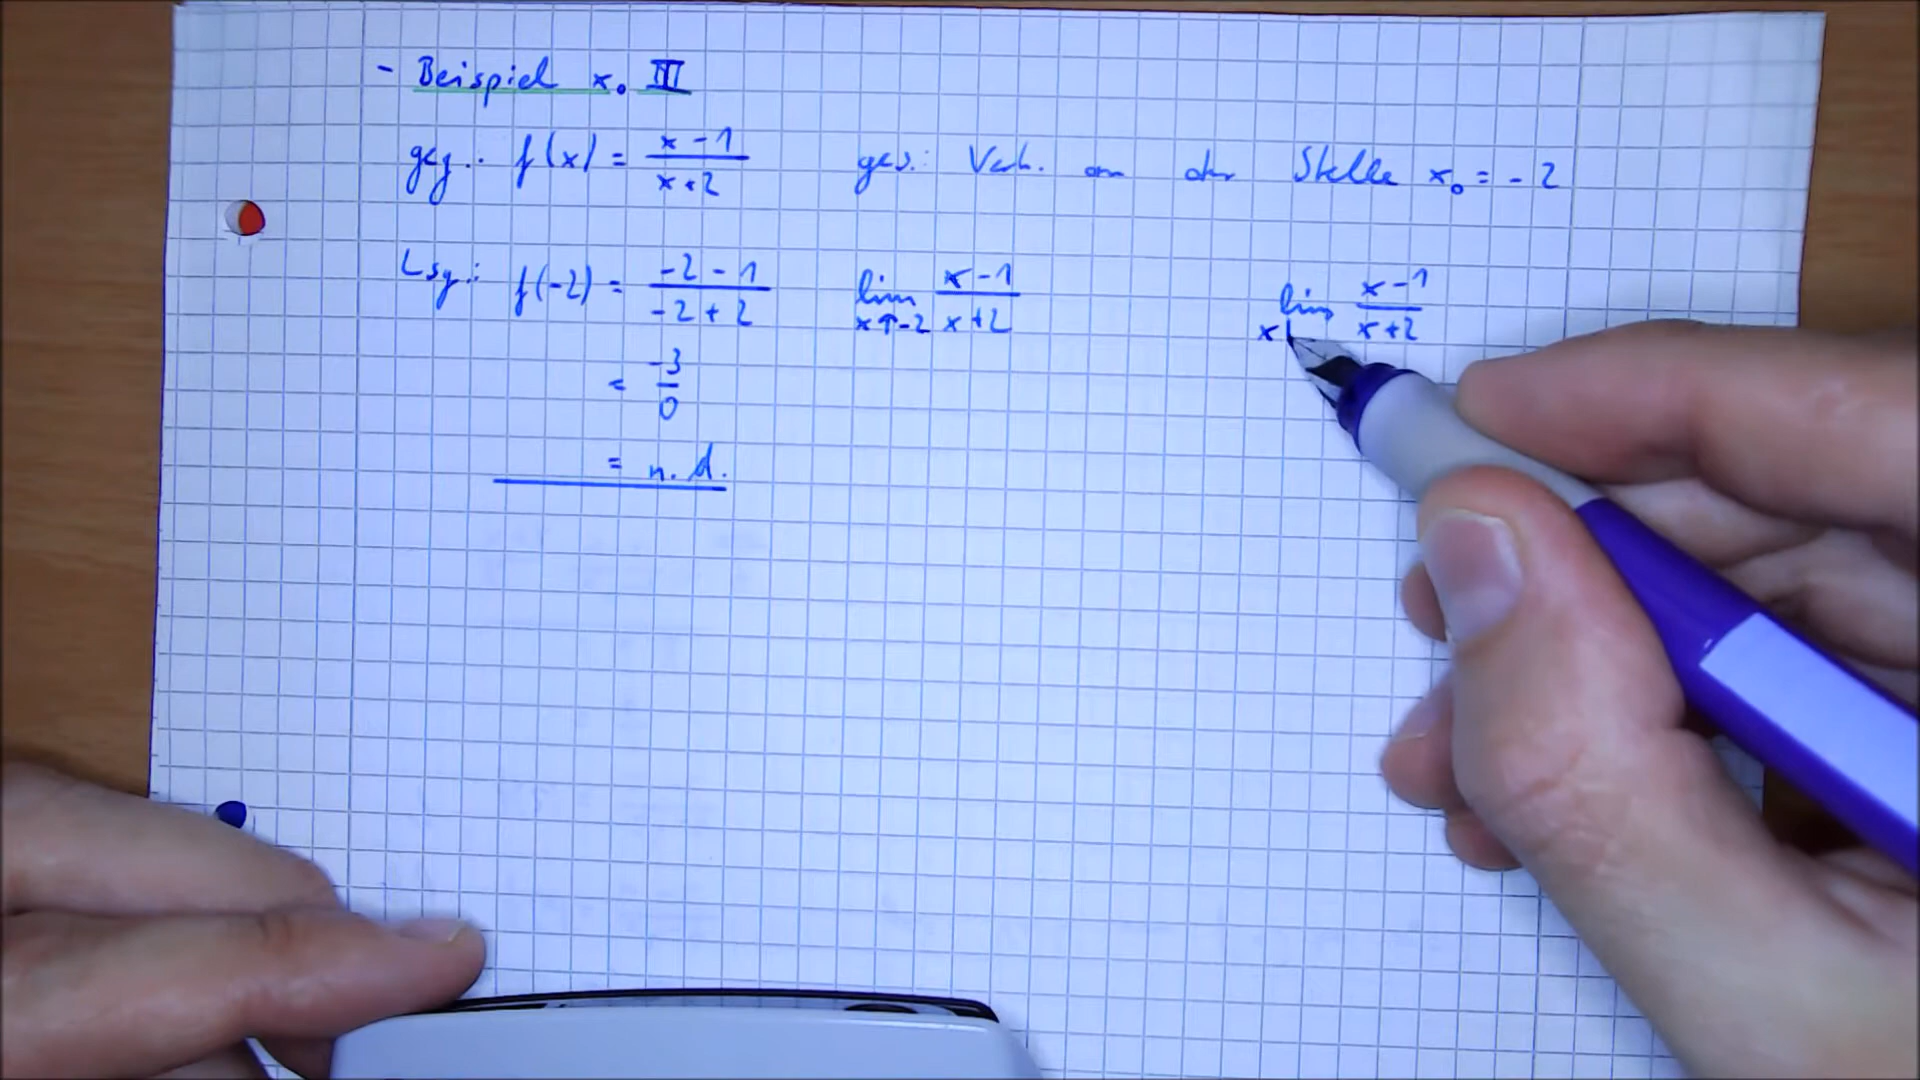 - Beispiel x₀ III
geg.: f(x) = (x-1)/(x+2) ges.: Verh. an der Stelle x₀ = -2
Lsg.: f(-2) = (-2-1)/(-2+2) lim x↑-2 (x-1)/(x+2) lim x (x-1)/(x+2)
= -3/0
= n. d.